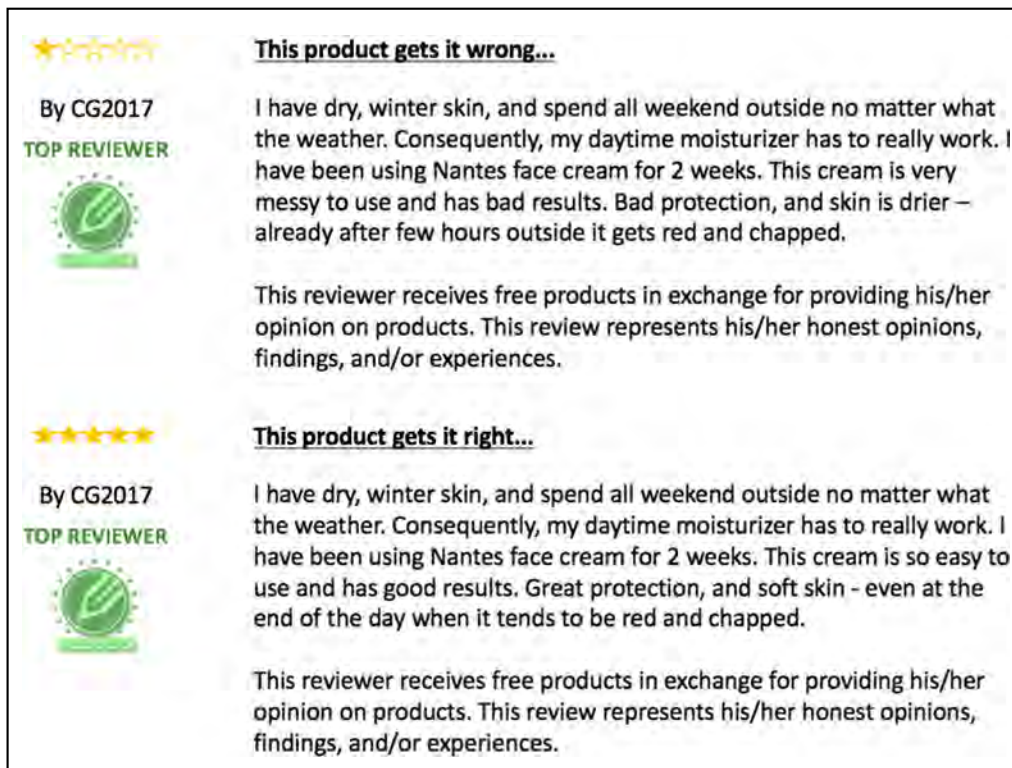 This product gets it wrong...
By CG2017
TOP REVIEWER
I have dry, winter skin, and spend all weekend outside no matter what
the weather. Consequently, my daytime moisturizer has to really work. I
have been using Nantes face cream for 2 weeks. This cream is very
messy to use and has bad results. Bad protection, and skin is drier –
already after few hours outside it gets red and chapped.
This reviewer receives free products in exchange for providing his/her
opinion on products. This review represents his/her honest opinions,
findings, and/or experiences.
This product gets it right...
By CG2017
TOP REVIEWER
I have dry, winter skin, and spend all weekend outside no matter what
the weather. Consequently, my daytime moisturizer has to really work. I
have been using Nantes face cream for 2 weeks. This cream is so easy to
use and has good results. Great protection, and soft skin - even at the
end of the day when it tends to be red and chapped.
This reviewer receives free products in exchange for providing his/her
opinion on products. This review represents his/her honest opinions,
findings, and/or experiences.